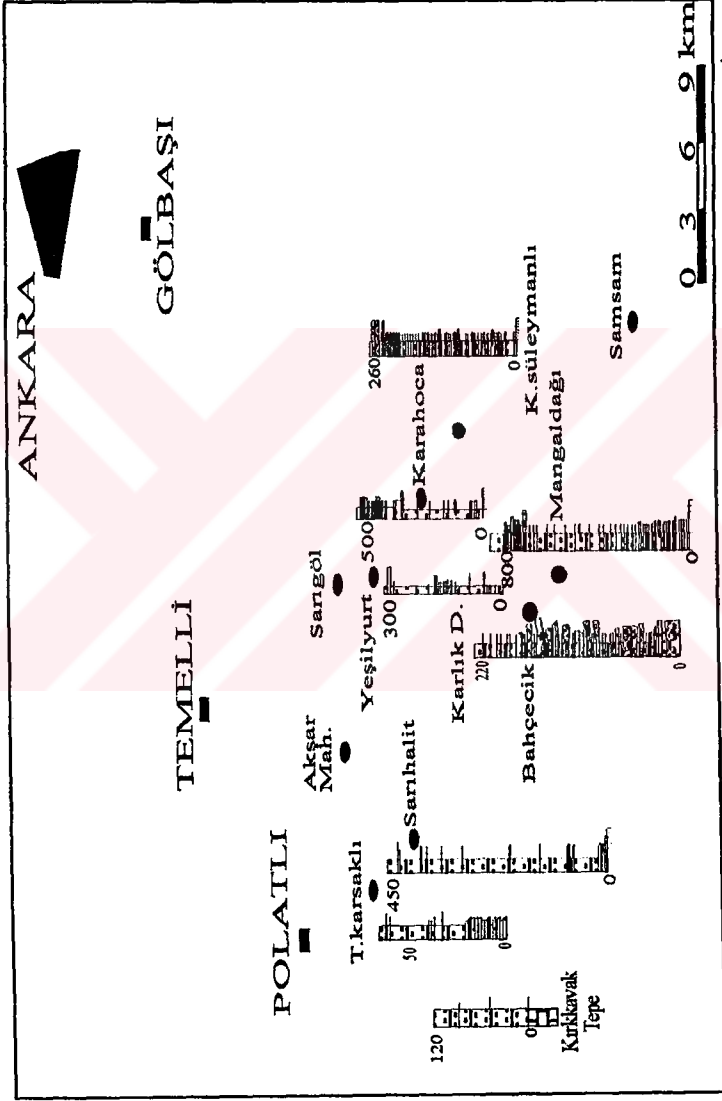 ANKARA
GÖLBAŞI
TEMELLİ
POLATLI
Sarıgöl
Akşar
Mah.
Yeşilyurt
Karahoca
T.karsaklı
Sarıhalit
Karlık D.
Bahçecik
Mangaldağı
K.süleymanlı
Samsam
Kırkkavak
Tepe
120
0
50
0
450
0
220
0
300
0
800
0
500
0
260
0
0 3 6 9 km